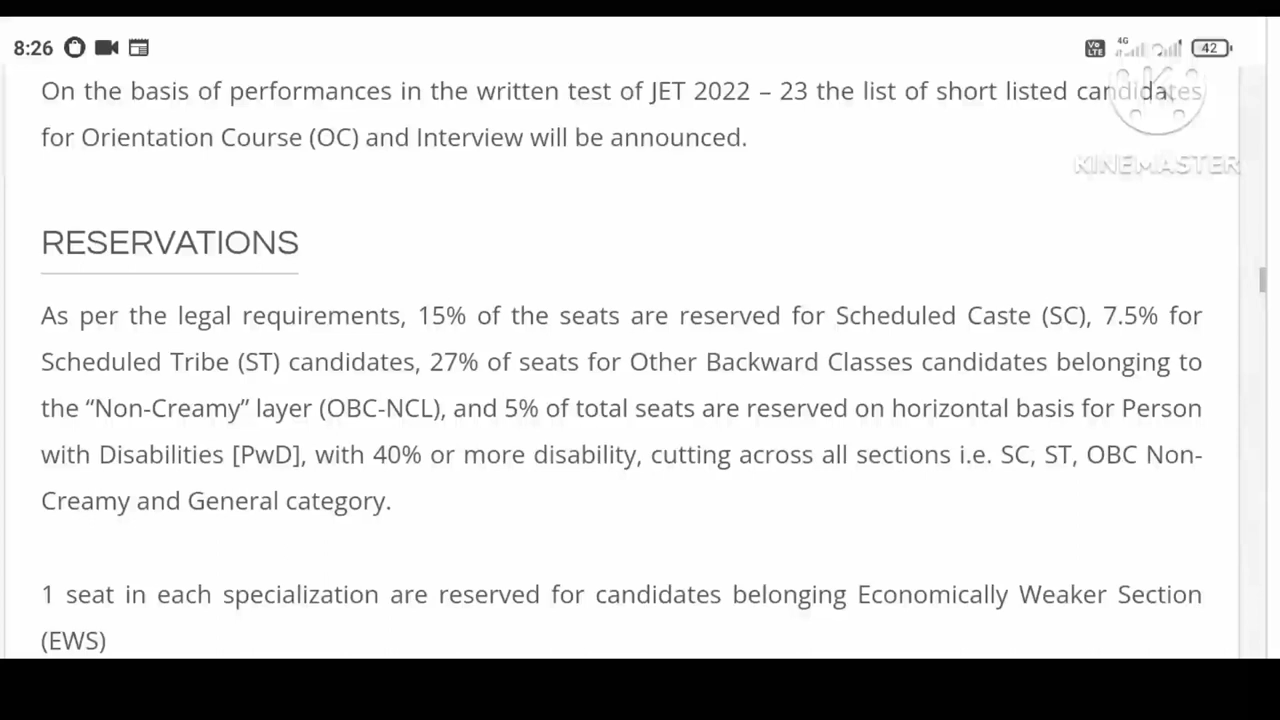 8:26
Vo LTE 4G 42
On the basis of performances in the written test of JET 2022 – 23 the list of short listed candidates
for Orientation Course (OC) and Interview will be announced.
KINEMASTER
RESERVATIONS
As per the legal requirements, 15% of the seats are reserved for Scheduled Caste (SC), 7.5% for
Scheduled Tribe (ST) candidates, 27% of seats for Other Backward Classes candidates belonging to
the “Non-Creamy” layer (OBC-NCL), and 5% of total seats are reserved on horizontal basis for Person
with Disabilities [PwD], with 40% or more disability, cutting across all sections i.e. SC, ST, OBC Non-
Creamy and General category.
1 seat in each specialization are reserved for candidates belonging Economically Weaker Section
(EWS)